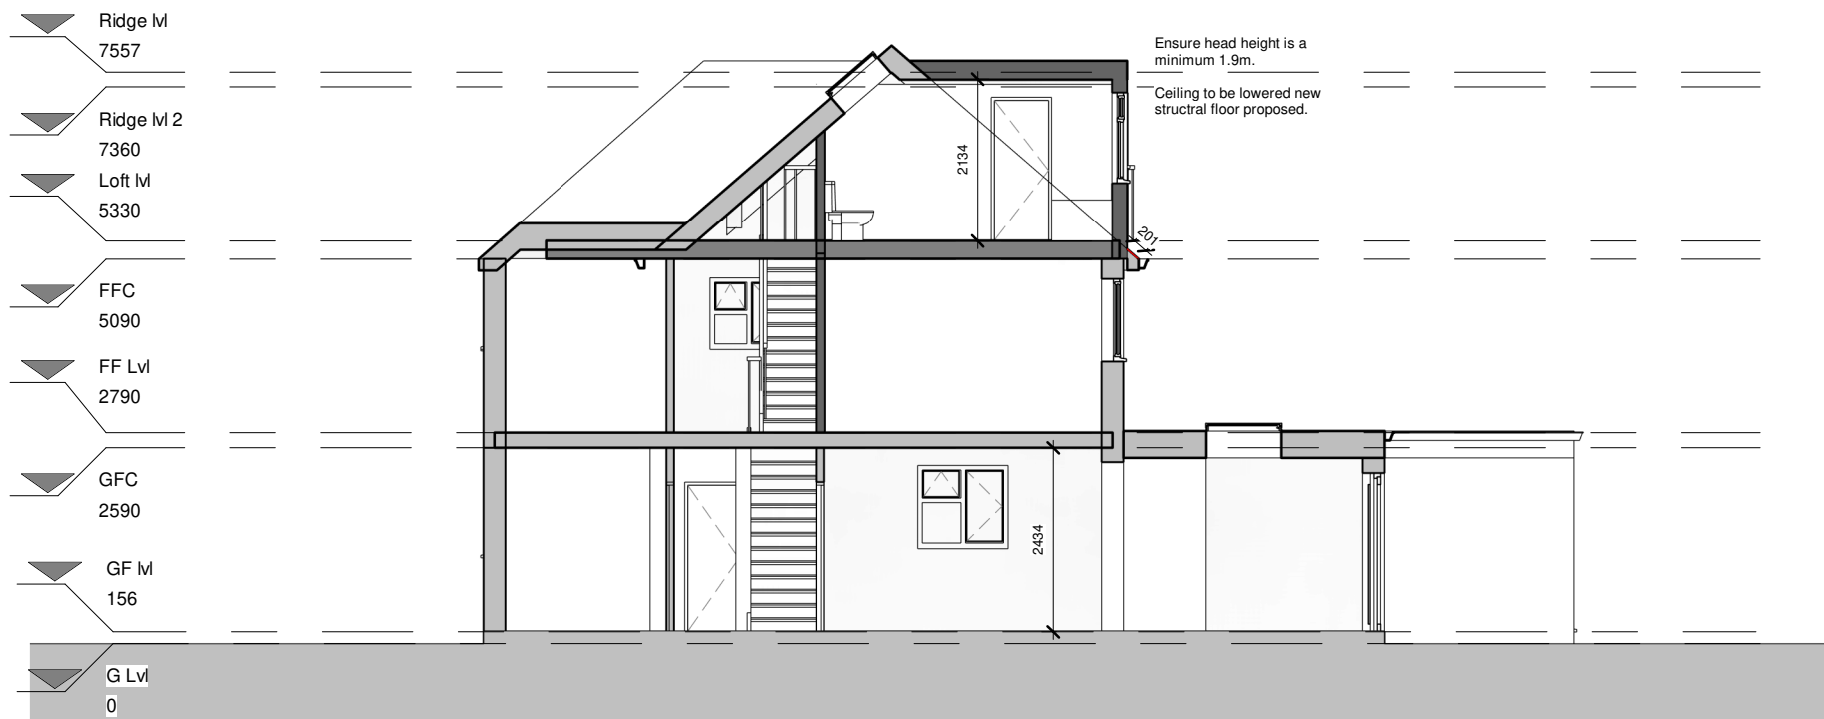 Ridge lvl
7557
Ridge lvl 2
7360
Loft lvl
5330
FFC
5090
FF Lvl
2790
GFC
2590
GF lvl
156
G Lvl
0
Ensure head height is a
minimum 1.9m.
Ceiling to be lowered new
structral floor proposed.
2134
201
2434